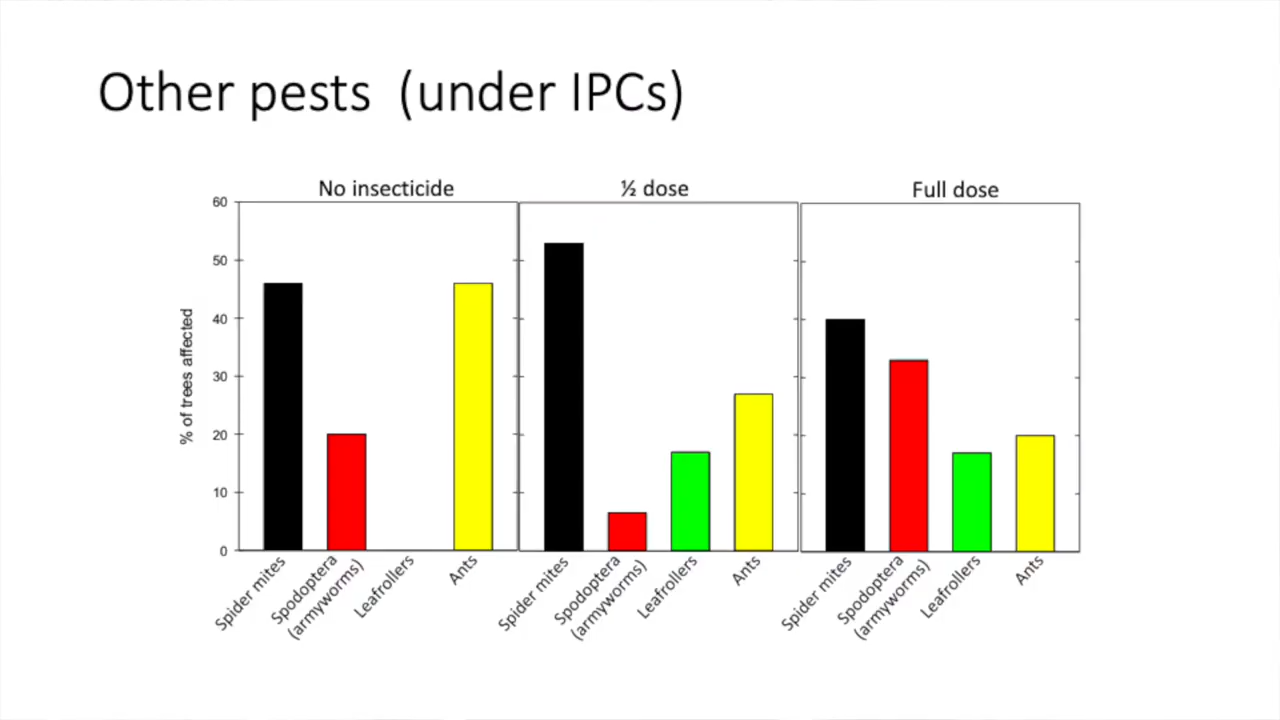 Other pests (under IPCs)
No insecticide
½ dose
Full dose
% of trees affected
60
50
40
30
20
10
0
Spider mites
Spodoptera
(armyworms)
Leafrollers
Ants
Spider mites
Spodoptera
(armyworms)
Leafrollers
Ants
Spider mites
Spodoptera
(armyworms)
Leafrollers
Ants